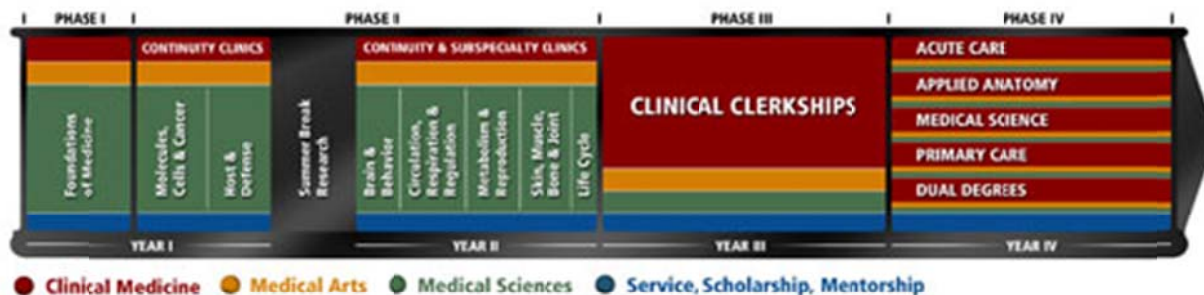 PHASE I
PHASE II
PHASE III
PHASE IV
CONTINUITY CLINICS
CONTINUITY & SUBSPECIALTY CLINICS
Foundations
of Medicine
Molecules,
Cells & Cancer
Host &
Defense
Summer Break
Research
Brain &
Behavior
Circulation,
Respiration &
Regulation
Metabolism &
Reproduction
Skin, Muscle,
Bone & Joint
Life Cycle
CLINICAL CLERKSHIPS
ACUTE CARE
APPLIED ANATOMY
MEDICAL SCIENCE
PRIMARY CARE
DUAL DEGREES
YEAR I
YEAR II
YEAR III
YEAR IV
Clinical Medicine
Medical Arts
Medical Sciences
Service, Scholarship, Mentorship